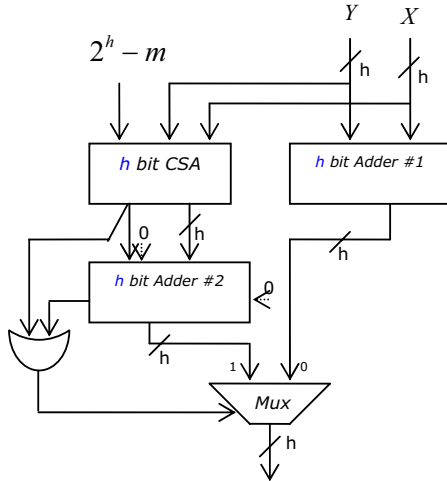 Y X
2^h − m
h h
h bit CSA
h bit Adder #1
0 h
h
h bit Adder #2
0
h
1 0
Mux
h